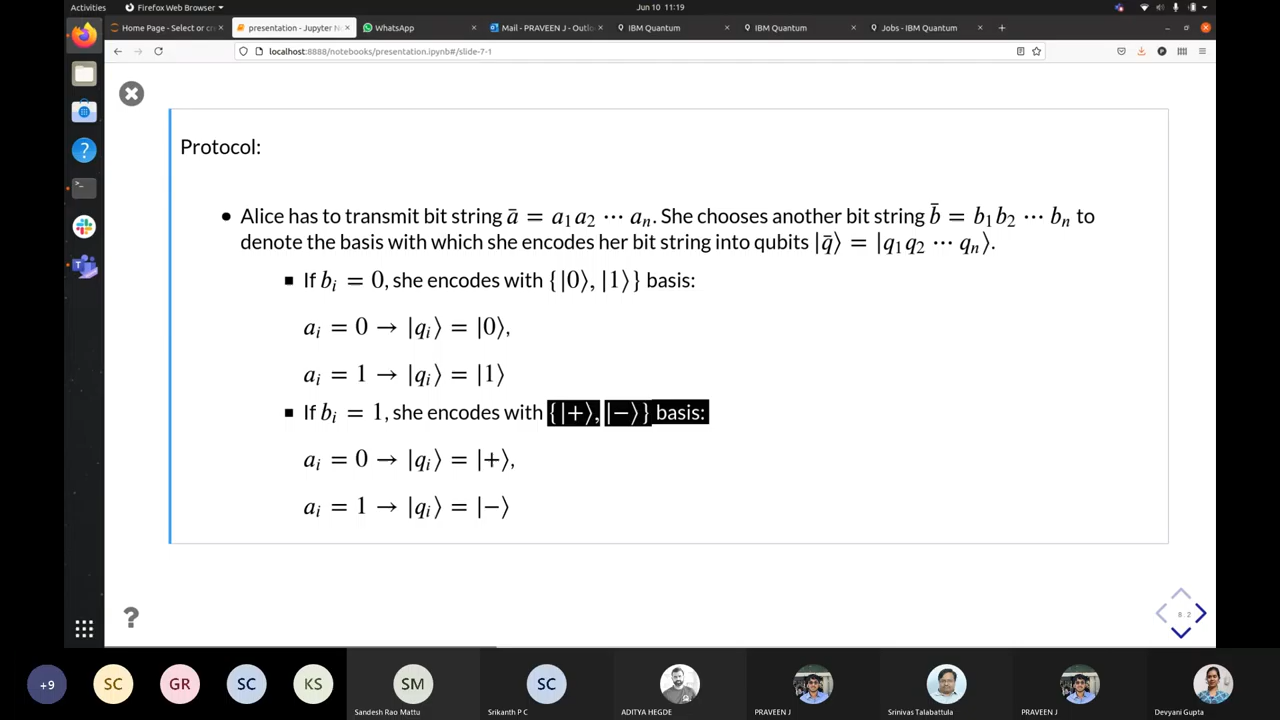 Activities
Firefox Web Browser
Jun 10 11:19
Home Page - Select or cr
presentation - Jupyter N
WhatsApp
Mail - PRAVEEN J - Outlo
IBM Quantum
IBM Quantum
Jobs - IBM Quantum
localhost:8888/notebooks/presentation.ipynb#/slide-7-1
Protocol:
Alice has to transmit bit string ā = a₁a₂ ⋯ aₙ. She chooses another bit string b̄ = b₁b₂ ⋯ bₙ to
denote the basis with which she encodes her bit string into qubits |q̄⟩ = |q₁q₂ ⋯ qₙ⟩.
If bᵢ = 0, she encodes with {|0⟩, |1⟩} basis:
aᵢ = 0 → |qᵢ⟩ = |0⟩,
aᵢ = 1 → |qᵢ⟩ = |1⟩
If bᵢ = 1, she encodes with {|+⟩, |−⟩} basis:
aᵢ = 0 → |qᵢ⟩ = |+⟩,
aᵢ = 1 → |qᵢ⟩ = |−⟩
?
8.2
+9
SC
GR
SC
KS
SM
SC
Sandesh Rao Mattu
Srikanth P C
ADITYA HEGDE
PRAVEEN J
Srinivas Talabattula
PRAVEEN J
Devyani Gupta